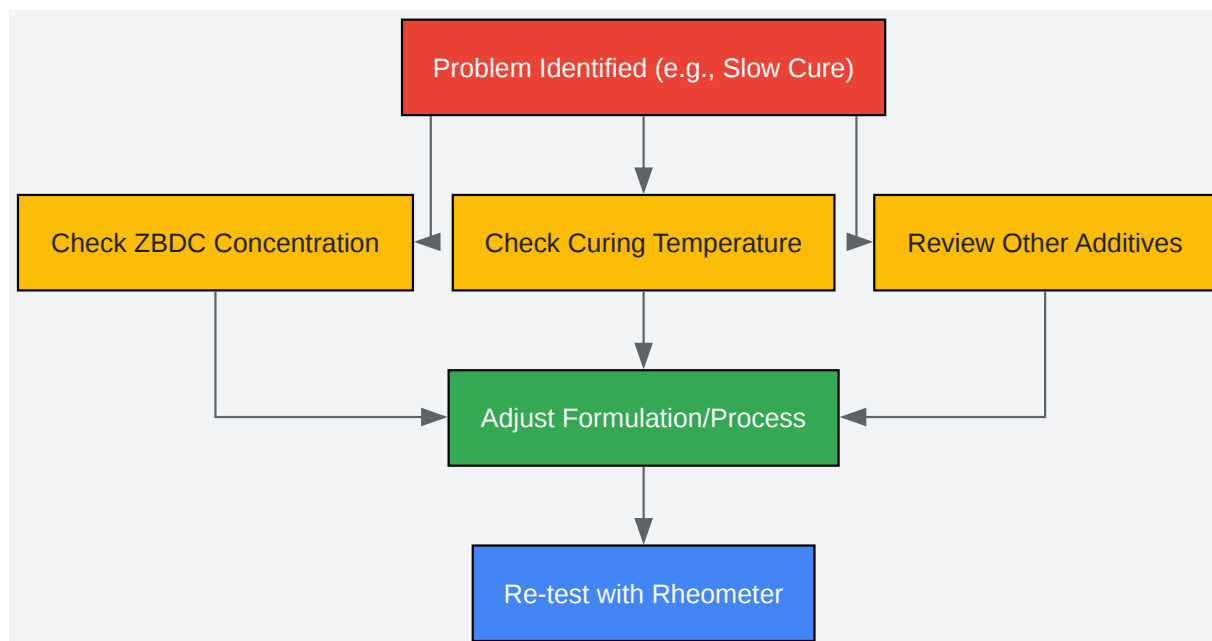 Problem Identified (e.g., Slow Cure)
Check ZBDC Concentration
Check Curing Temperature
Review Other Additives
Adjust Formulation/Process
Re-test with Rheometer